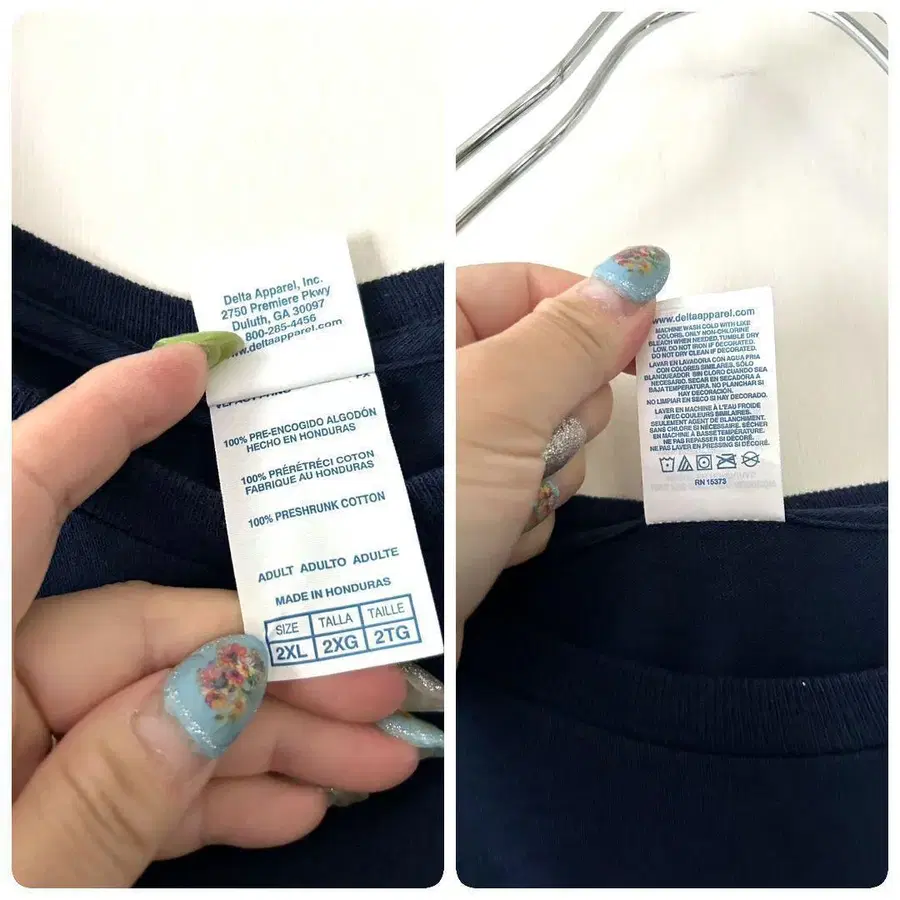 Delta Apparel, Inc.
2750 Premiere Pkwy
Duluth, GA 30097
800-285-4456
www.deltaapparel.com
100% PRE-ENCOGIDO ALGODÓN
HECHO EN HONDURAS
100% PRÉRÉTRÉCI COTON
FABRIQUE AU HONDURAS
100% PRESHRUNK COTTON
ADULT ADULTO ADULTE
MADE IN HONDURAS
SIZE TALLA TAILLE
2XL 2XG 2TG
www.deltaapparel.com
MACHINE WASH COLD WITH LIKE
COLORS, ONLY NON-CHLORINE
BLEACH WHEN NEEDED, TUMBLE DRY
LOW, DO NOT IRON IF DECORATED.
DO NOT DRY CLEAN IF DECORATED.
LAVAR EN LAVADORA CON AGUA FRIA
CON COLORES SIMILARES, SÓLO
BLANQUEADOR SIN CLORO CUANDO SEA
NECESARIO. SECAR EN SECADORA A
BAJA TEMPERATURA. NO PLANCHAR SI
HAY DECORACIÓN.
NO LIMPIAR EN SECO SI HAY DECORADO.
LAVER EN MACHINE À L'EAU FROIDE
AVEC COULEURS SIMILAIRES.
SEULEMENT AGENT DE BLANCHIMENT.
SANS CHLORE SI NÉCESSAIRE. SÉCHER
EN MACHINE À BASSE TEMPÉRATURE.
NE PAS REPASSER SI DÉCORÉ.
NE PAS LAVER EN PRESSING SI DÉCORÉ.
RN 15373